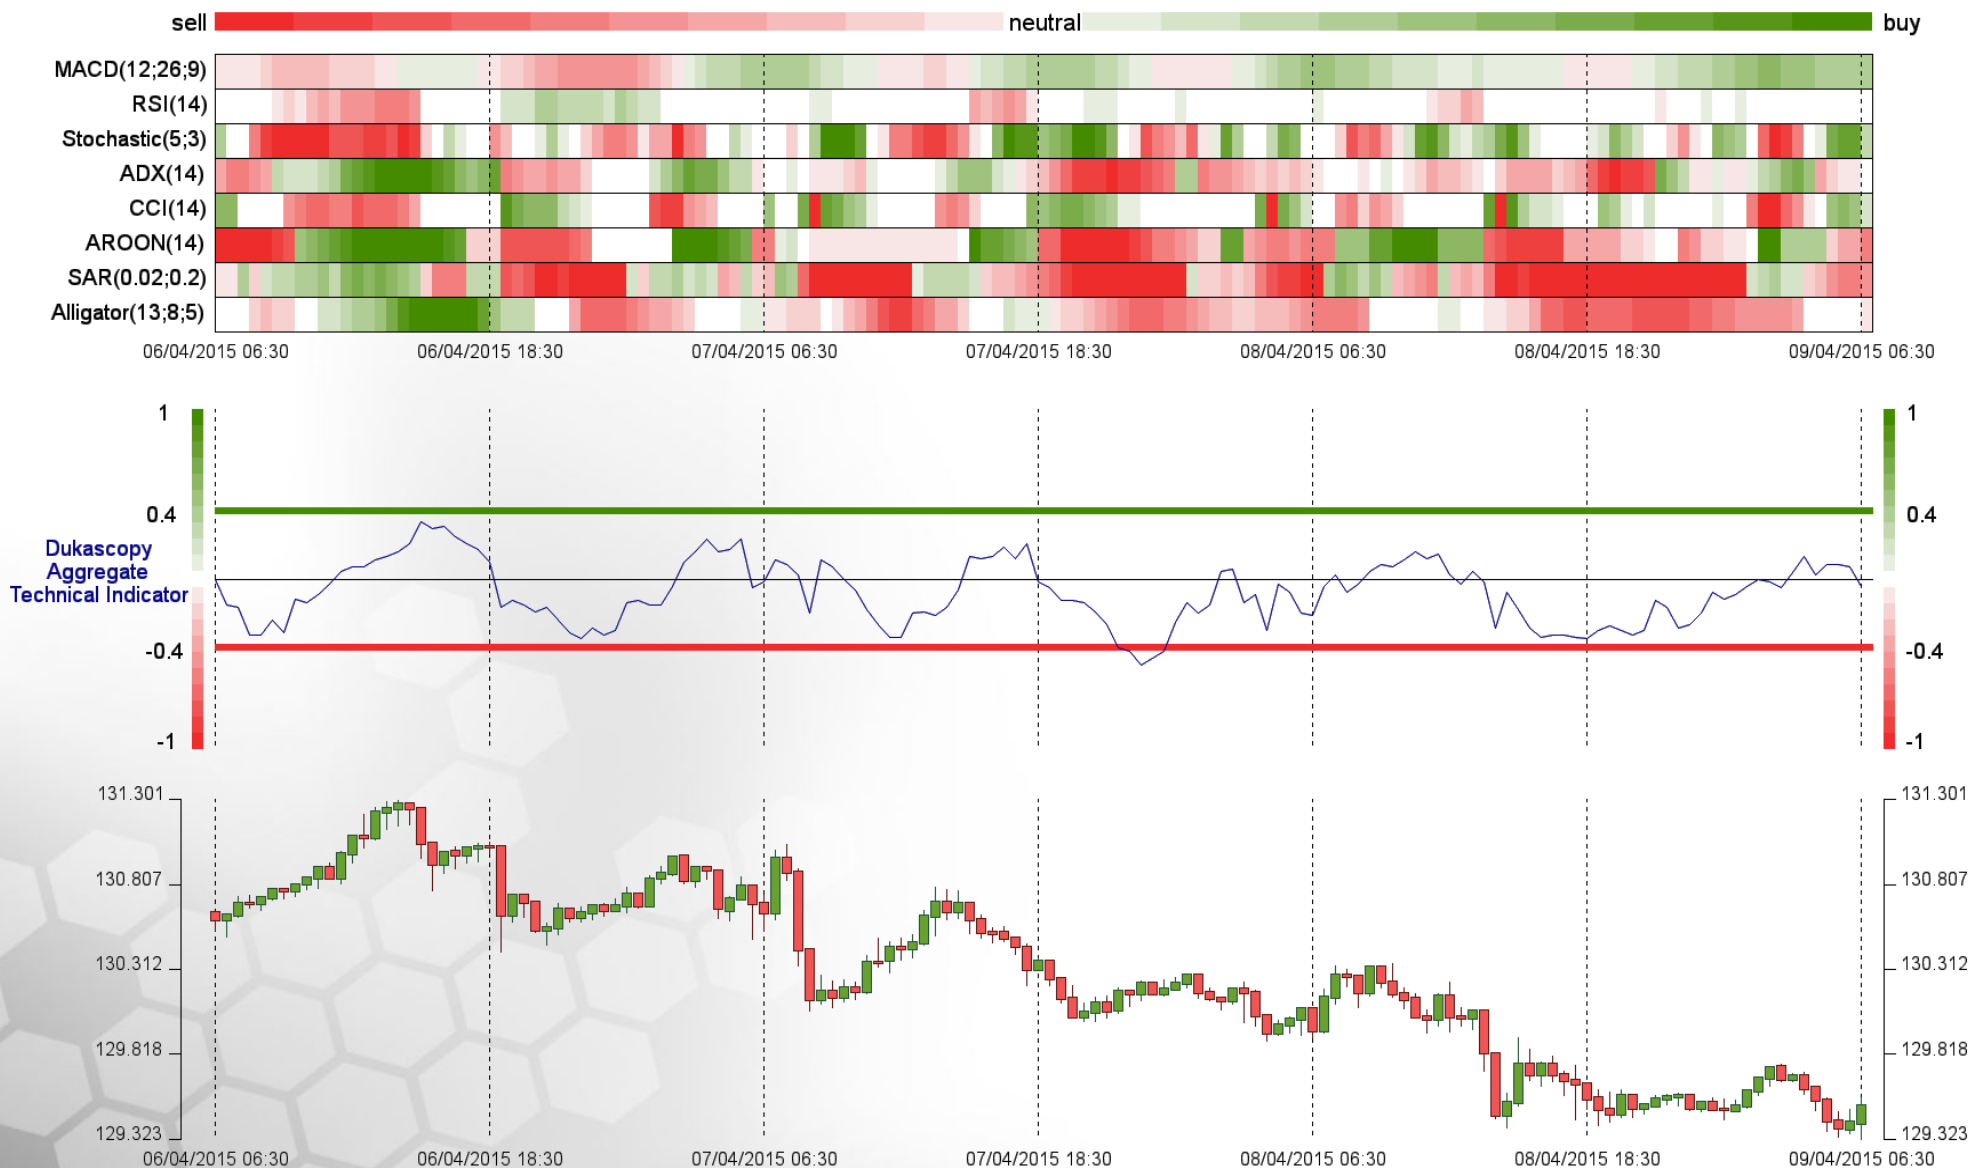 sell neutral buy
MACD(12;26;9)
RSI(14)
Stochastic(5;3)
ADX(14)
CCI(14)
AROON(14)
SAR(0.02;0.2)
Alligator(13;8;5)
06/04/2015 06:30 06/04/2015 18:30 07/04/2015 06:30 07/04/2015 18:30 08/04/2015 06:30 08/04/2015 18:30 09/04/2015 06:30
1 1
0.4 0.4
Dukascopy
Aggregate
Technical Indicator
-0.4 -0.4
-1 -1
131.301 131.301
130.807 130.807
130.312 130.312
129.818 129.818
129.323 129.323
06/04/2015 06:30 06/04/2015 18:30 07/04/2015 06:30 07/04/2015 18:30 08/04/2015 06:30 08/04/2015 18:30 09/04/2015 06:30